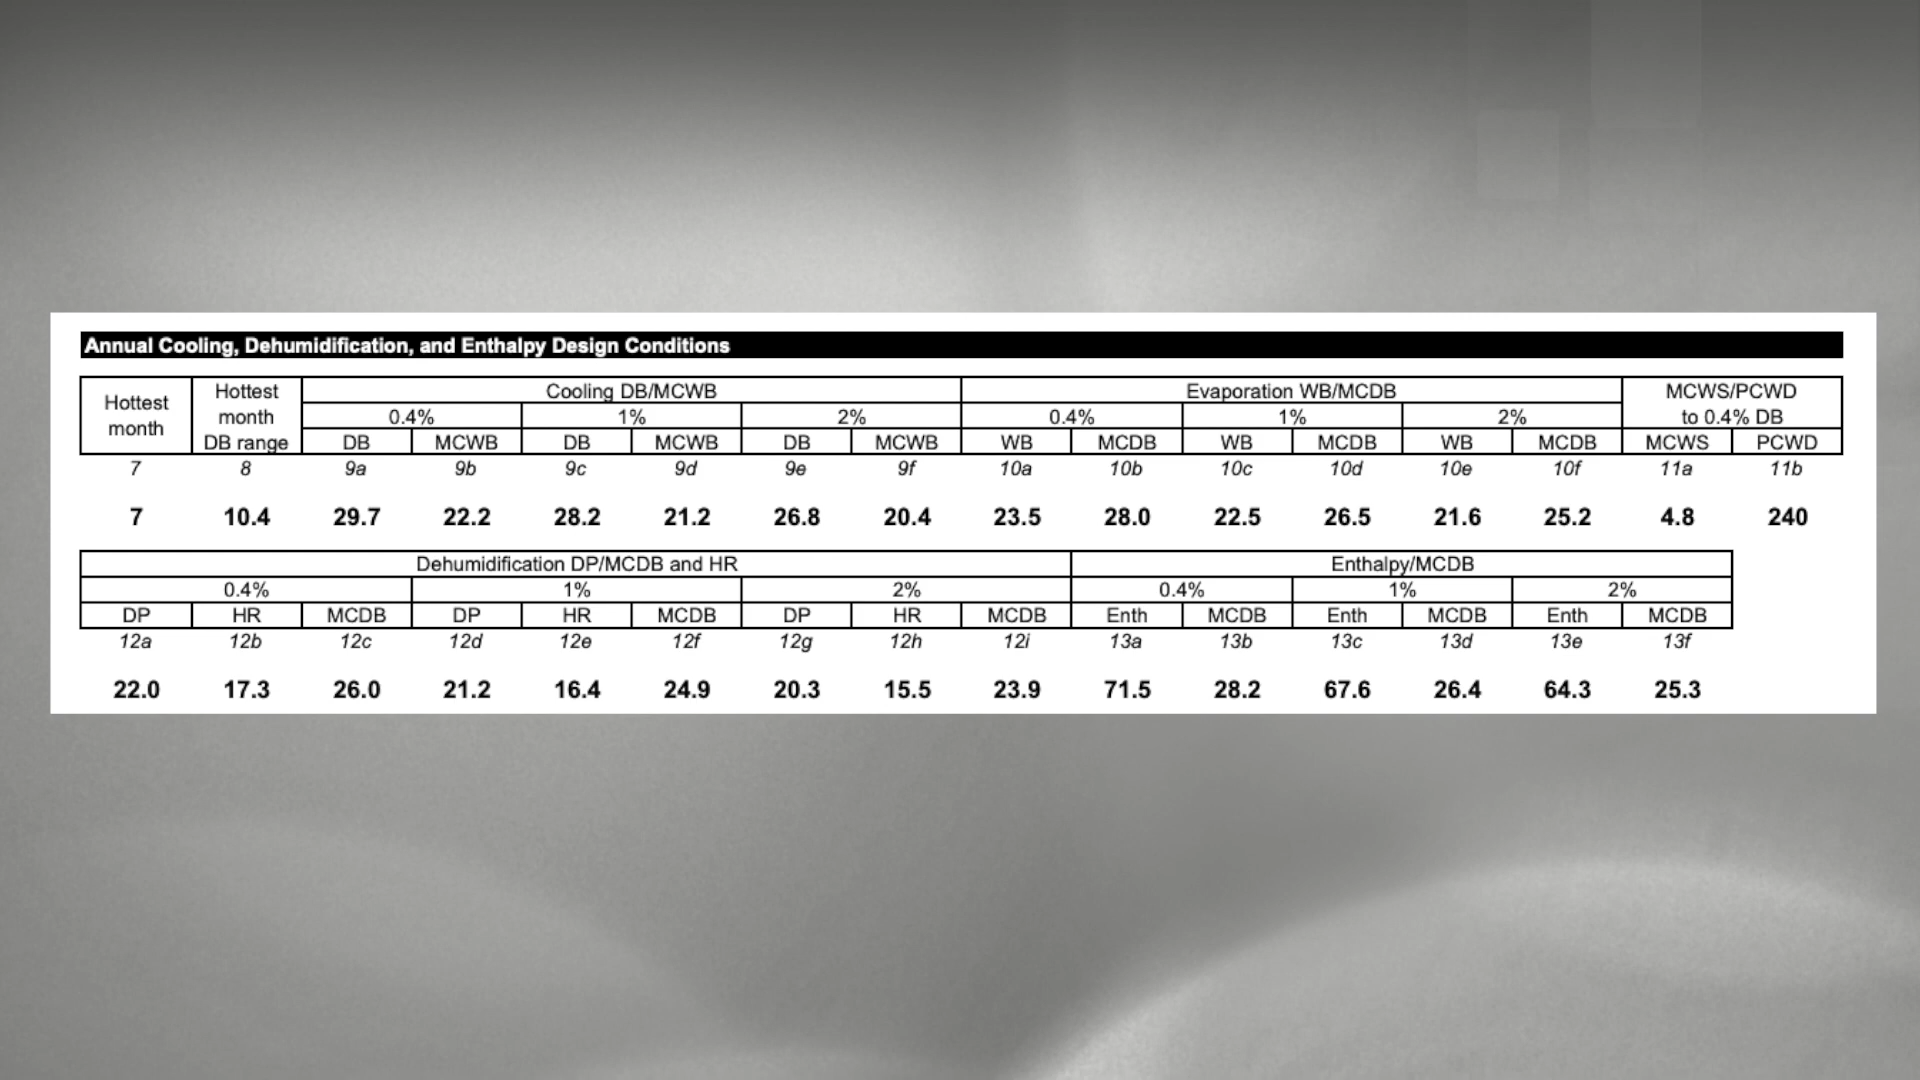 Annual Cooling, Dehumidification, and Enthalpy Design Conditions
Hottest month
Hottest month DB range
Cooling DB/MCWB
Evaporation WB/MCDB
MCWS/PCWD to 0.4% DB
0.4% 1% 2% 0.4% 1% 2%
DB MCWB DB MCWB DB MCWB WB MCDB WB MCDB WB MCDB MCWS PCWD
7 8 9a 9b 9c 9d 9e 9f 10a 10b 10c 10d 10e 10f 11a 11b
7 10.4 29.7 22.2 28.2 21.2 26.8 20.4 23.5 28.0 22.5 26.5 21.6 25.2 4.8 240
Dehumidification DP/MCDB and HR Enthalpy/MCDB
0.4% 1% 2% 0.4% 1% 2%
DP HR MCDB DP HR MCDB DP HR MCDB Enth MCDB Enth MCDB Enth MCDB
12a 12b 12c 12d 12e 12f 12g 12h 12i 13a 13b 13c 13d 13e 13f
22.0 17.3 26.0 21.2 16.4 24.9 20.3 15.5 23.9 71.5 28.2 67.6 26.4 64.3 25.3